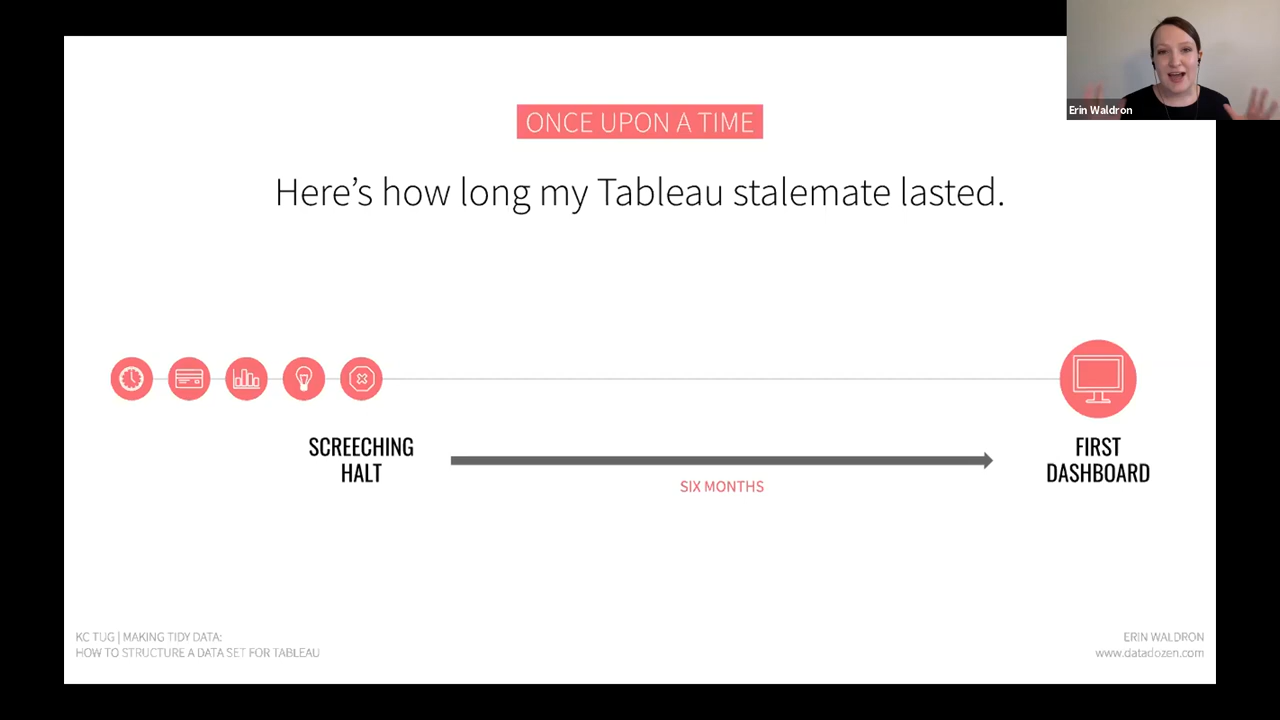 ONCE UPON A TIME
Erin Waldron
Here's how long my Tableau stalemate lasted.
SCREECHING
HALT
SIX MONTHS
FIRST
DASHBOARD
KC TUG | MAKING TIDY DATA:
HOW TO STRUCTURE A DATA SET FOR TABLEAU
ERIN WALDRON
www.datadozen.com